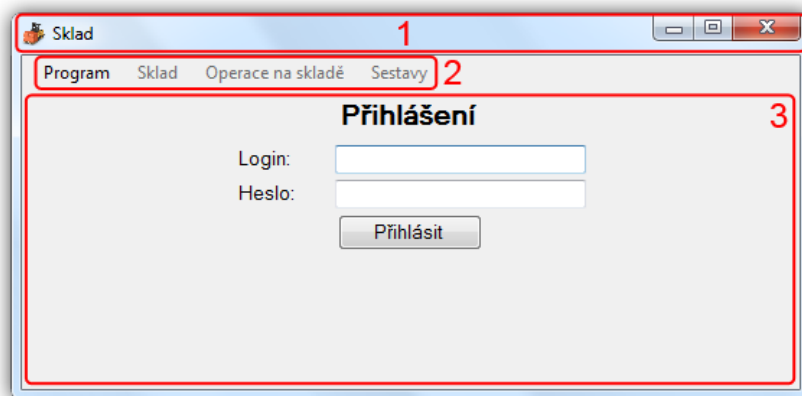 Sklad 1
Program Sklad Operace na skladě Sestavy 2
Přihlášení 3
Login:
Heslo:
Přihlásit